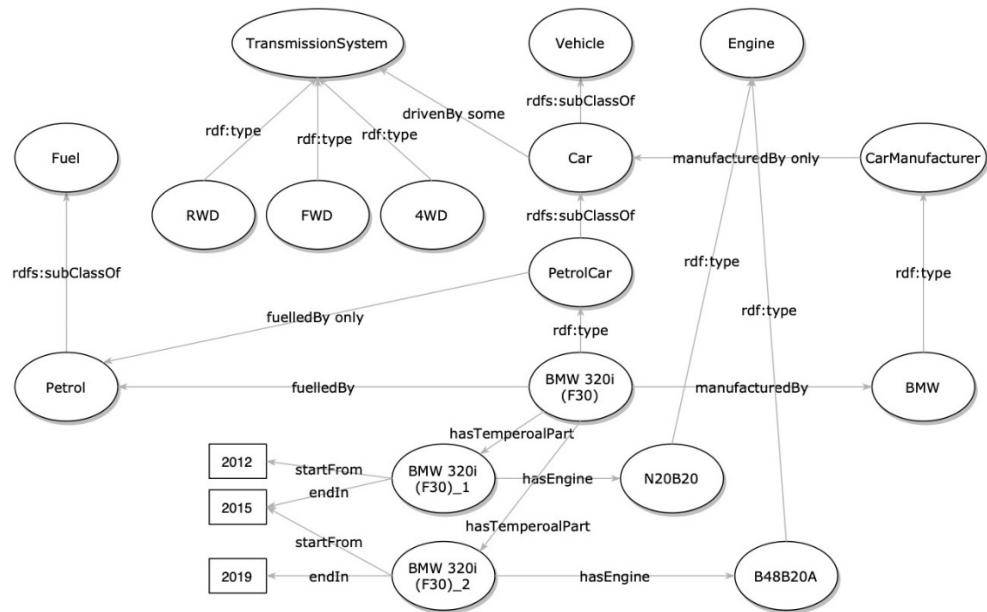 TransmissionSystem
Vehicle
Engine
drivenBy some
rdfs:subClassOf
rdf:type
rdf:type
rdf:type
Fuel
Car
manufacturedBy only
CarManufacturer
RWD
FWD
4WD
rdfs:subClassOf
rdfs:subClassOf
PetrolCar
rdf:type
rdf:type
fuelledBy only
rdf:type
rdf:type
Petrol
fuelledBy
BMW 320i
(F30)
manufacturedBy
BMW
hasTemperoalPart
2012
startFrom
BMW 320i
(F30)_1
hasEngine
N20B20
endIn
2015
hasTemperoalPart
startFrom
2019
endIn
BMW 320i
(F30)_2
hasEngine
B48B20A